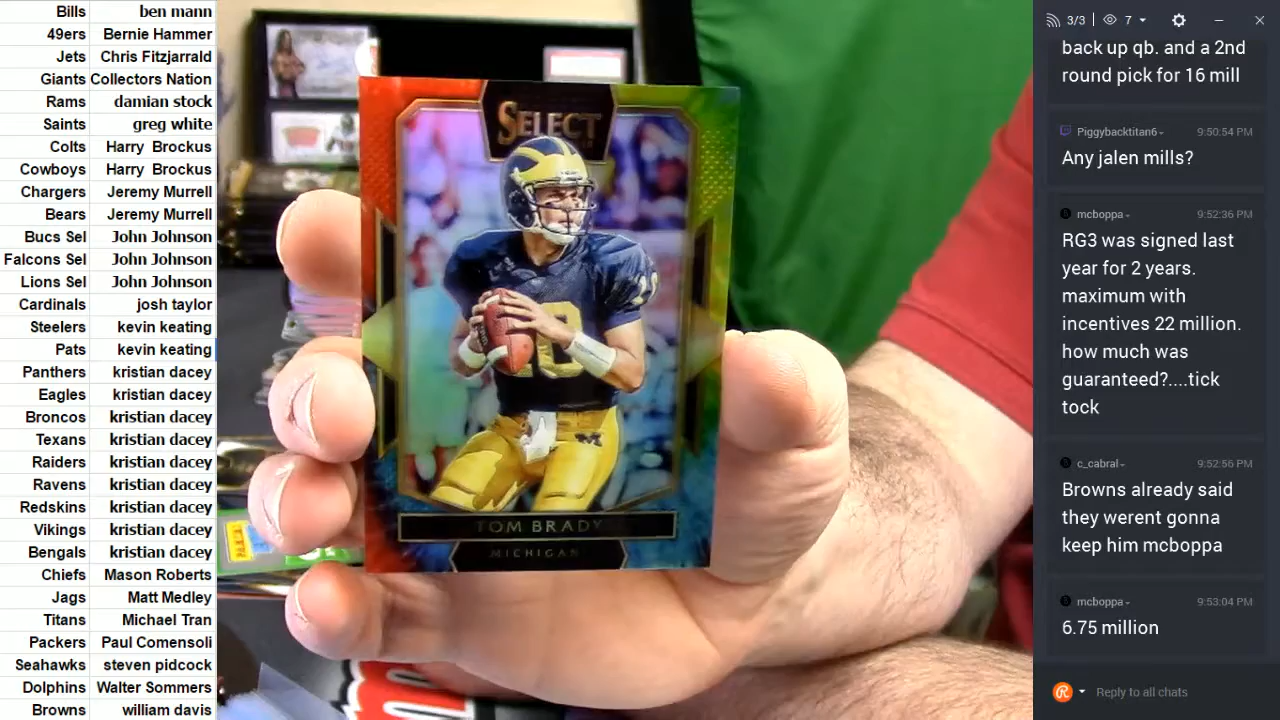 Bills ben mann
49ers Bernie Hammer
Jets Chris Fitzjarrald
Giants Collectors Nation
Rams damian stock
Saints greg white
Colts Harry Brockus
Cowboys Harry Brockus
Chargers Jeremy Murrell
Bears Jeremy Murrell
Bucs Sel John Johnson
Falcons Sel John Johnson
Lions Sel John Johnson
Cardinals josh taylor
Steelers kevin keating
Pats kevin keating
Panthers kristian dacey
Eagles kristian dacey
Broncos kristian dacey
Texans kristian dacey
Raiders kristian dacey
Ravens kristian dacey
Redskins kristian dacey
Vikings kristian dacey
Bengals kristian dacey
Chiefs Mason Roberts
Jags Matt Medley
Titans Michael Tran
Packers Paul Comensoli
Seahawks steven pidcock
Dolphins Walter Sommers
Browns william davis
SELECT
10
10
M
TOM BRADY
MICHIGAN
PANINI
3/3 7
back up qb. and a 2nd
round pick for 16 mill
Piggybacktitan6 9:50:54 PM
Any jalen mills?
mcboppa 9:52:36 PM
RG3 was signed last
year for 2 years.
maximum with
incentives 22 million.
how much was
guaranteed?....tick
tock
c_cabral 9:52:56 PM
Browns already said
they werent gonna
keep him mcboppa
mcboppa 9:53:04 PM
6.75 million
Reply to all chats